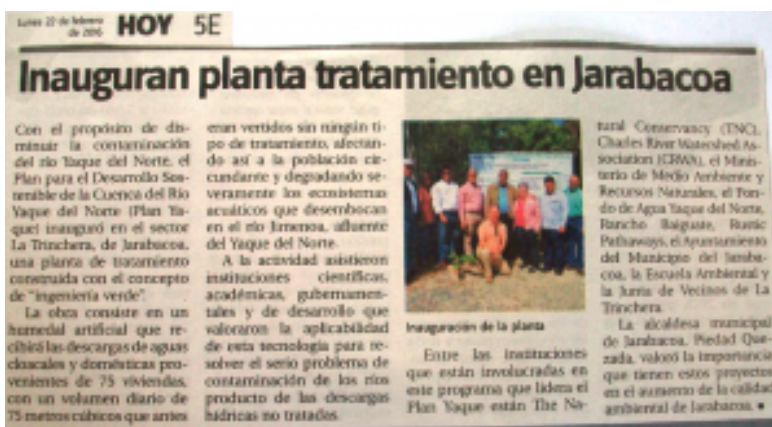 Lunes 22 de febrero
de 2016
HOY 5E
Inauguran planta tratamiento en Jarabacoa
Con el propósito de dis-
minuir la contaminación
del río Yaque del Norte, el
Plan para el Desarrollo Sos-
tenible de la Cuenca del Río
Yaque del Norte (Plan Ya-
que) inauguró en el sector
La Trinchera, de Jarabacoa,
una planta de tratamiento
construida con el concepto
de "ingeniería verde".
La obra consiste en un
humedal artificial que re-
cibirá las descargas de aguas
cloacales y domésticas pro-
venientes de 75 viviendas,
con un volumen diario de
75 metros cúbicos que antes
eran vertidos sin ningún ti-
po de tratamiento, afectan-
do así a la población cir-
cundante y degradando se-
veramente los ecosistemas
acuáticos que desembocan
en el río Jimenoa, afluente
del Yaque del Norte.
A la actividad asistieron
instituciones científicas,
académicas, gubernamen-
tales y de desarrollo que
valoraron la aplicabilidad
de esta tecnología para re-
solver el serio problema de
contaminación de los ríos
producto de las descargas
hídricas no tratadas.
Inauguración de la planta
Entre las instituciones
que están involucradas en
este programa que lidera el
Plan Yaque están The Na-
tural Conservancy (TNC),
Charles River Watershed Ass-
ociation (CRWA), el Minis-
terio de Medio Ambiente y
Recursos Naturales, el Fon-
do de Agua Yaque del Norte,
Rancho Baiguate, Rustic
Pathways, el Ayuntamiento
del Municipio del Jaraba-
coa, la Escuela Ambiental y
la Junta de Vecinos de La
Trinchera.
La alcaldesa municipal
de Jarabacoa, Piedad Que-
zada, valoró la importancia
que tienen estos proyectos
en el aumento de la calidad
ambiental de Jarabacoa. ■